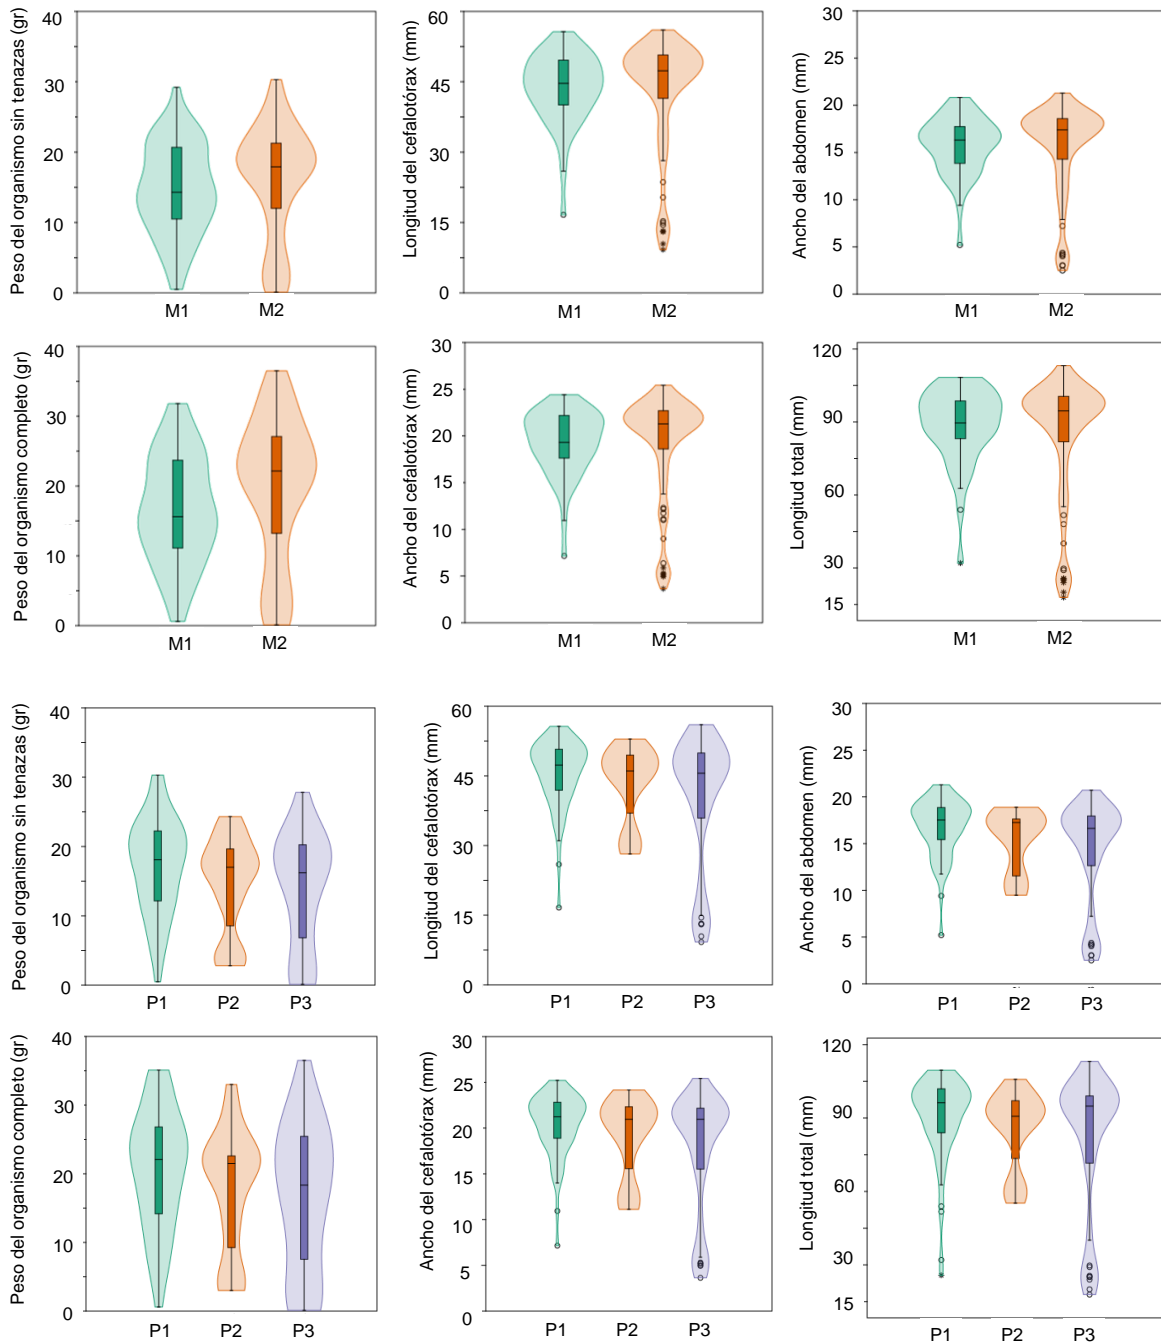 Peso del organismo sin tenazas (gr)
40
30
20
10
0
M1 M2
Longitud del cefalotórax (mm)
60
45
30
15
0
M1 M2
Ancho del abdomen (mm)
30
20
15
10
5
0
M1 M2
Peso del organismo completo (gr)
40
30
20
10
0
M1 M2
Ancho del cefalotórax (mm)
30
25
20
15
10
5
0
M1 M2
Longitud total (mm)
120
90
60
30
15
M1 M2
Peso del organismo sin tenazas (gr)
40
30
20
10
0
P1 P2 P3
Longitud del cefalotórax (mm)
60
45
30
15
0
P1 P2 P3
Ancho del abdomen (mm)
30
25
20
15
10
5
0
P1 P2 P3
Peso del organismo completo (gr)
40
30
20
10
0
P1 P2 P3
Ancho del cefalotórax (mm)
30
25
20
15
10
5
0
P1 P2 P3
Longitud total (mm)
120
90
60
30
15
P1 P2 P3